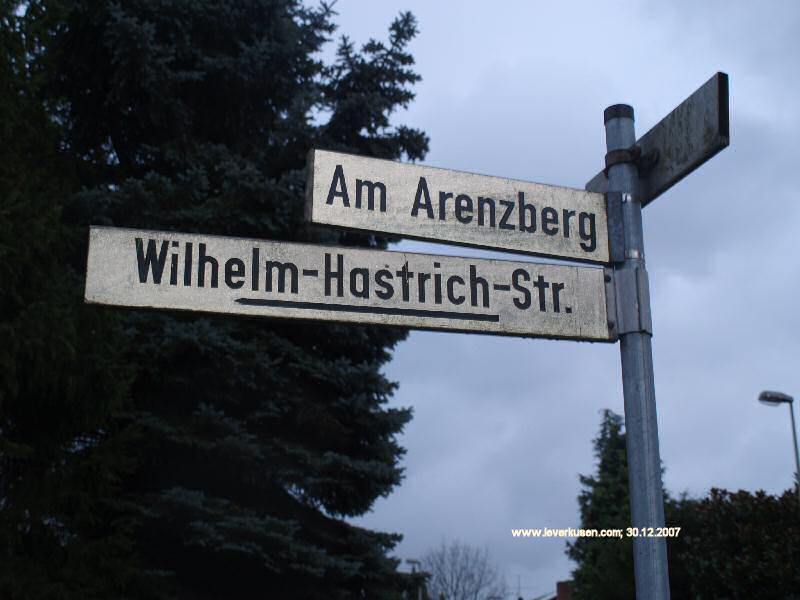 Am Arenzberg
Wilhelm-Hastrich-Str.
www.leverkusen.com; 30.12.2007